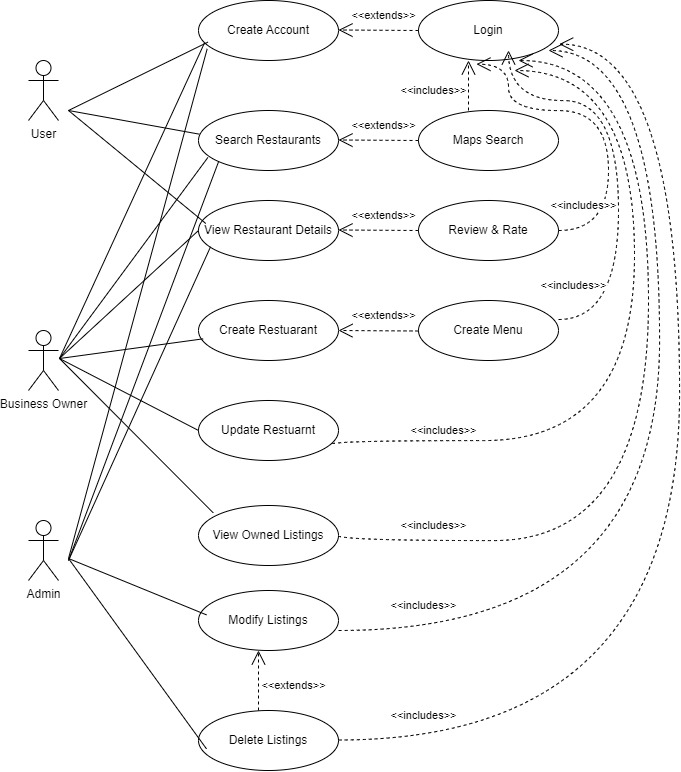 Create Account
<<extends>>
Login
User
<<includes>>
Search Restaurants
<<extends>>
Maps Search
View Restaurant Details
<<extends>>
Review & Rate
<<includes>>
<<includes>>
Create Restuarant
<<extends>>
Create Menu
Business Owner
Update Restuarnt
<<includes>>
View Owned Listings
<<includes>>
Admin
Modify Listings
<<includes>>
<<extends>>
Delete Listings
<<includes>>